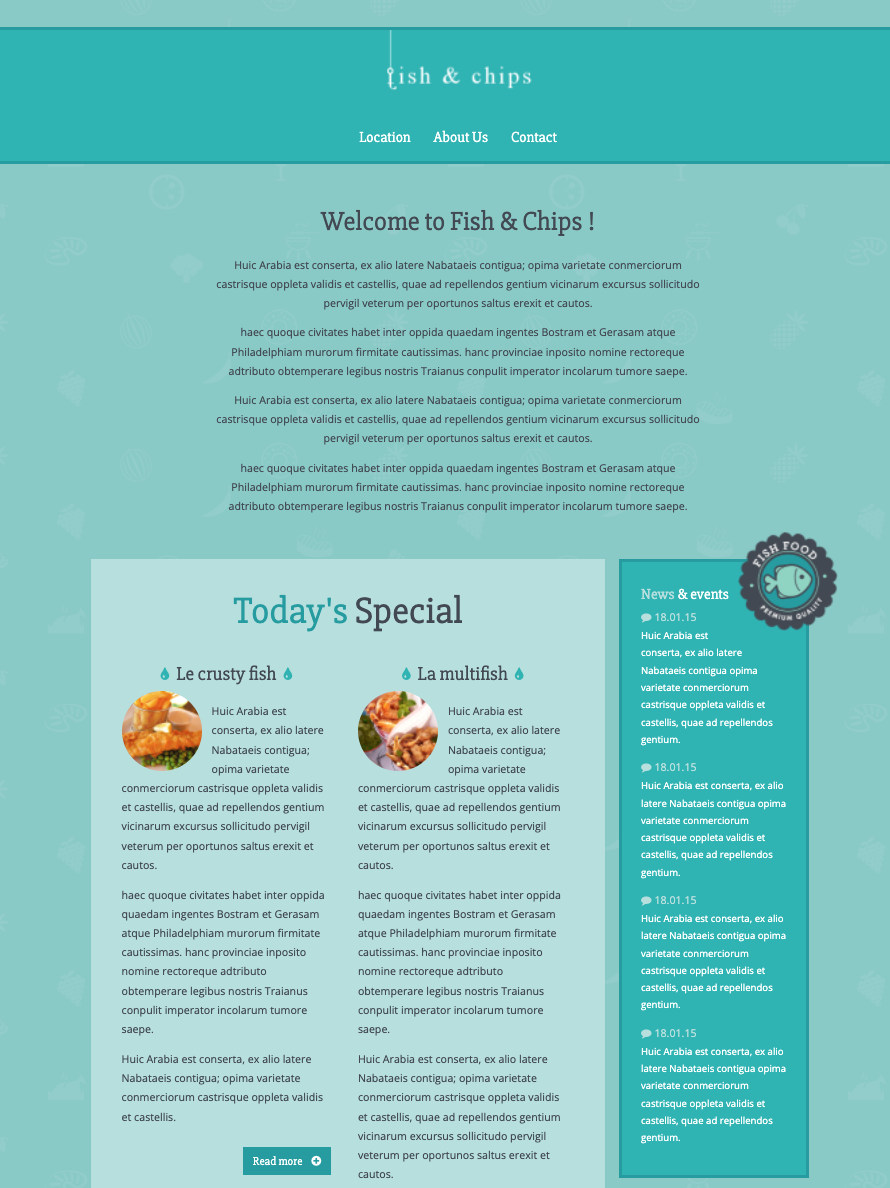 fish & chips
Location About Us Contact
Welcome to Fish & Chips !
Huic Arabia est conserta, ex alio latere Nabataeis contigua; opima varietate conmerciorum
castrisque oppleta validis et castellis, quae ad repellendos gentium vicinarum excursus sollicitudo
pervigil veterum per oportunos saltus erexit et cautos.
haec quoque civitates habet inter oppida quaedam ingentes Bostram et Gerasam atque
Philadelphiam murorum firmitate cautissimas. hanc provinciae inposito nomine rectoreque
adtributo obtemperare legibus nostris Traianus conpulit imperator incolarum tumore saepe.
Huic Arabia est conserta, ex alio latere Nabataeis contigua; opima varietate conmerciorum
castrisque oppleta validis et castellis, quae ad repellendos gentium vicinarum excursus sollicitudo
pervigil veterum per oportunos saltus erexit et cautos.
haec quoque civitates habet inter oppida quaedam ingentes Bostram et Gerasam atque
Philadelphiam murorum firmitate cautissimas. hanc provinciae inposito nomine rectoreque
adtributo obtemperare legibus nostris Traianus conpulit imperator incolarum tumore saepe.
Today's Special
Le crusty fish
Huic Arabia est
conserta, ex alio latere
Nabataeis contigua;
opima varietate
conmerciorum castrisque oppleta validis
et castellis, quae ad repellendos gentium
vicinarum excursus sollicitudo pervigil
veterum per oportunos saltus erexit et
cautos.
haec quoque civitates habet inter oppida
quaedam ingentes Bostram et Gerasam
atque Philadelphiam murorum firmitate
cautissimas. hanc provinciae inposito
nomine rectoreque adtributo
obtemperare legibus nostris Traianus
conpulit imperator incolarum tumore
saepe.
Huic Arabia est conserta, ex alio latere
Nabataeis contigua; opima varietate
conmerciorum castrisque oppleta validis
et castellis.
Read more
La multifish
Huic Arabia est
conserta, ex alio latere
Nabataeis contigua;
opima varietate
conmerciorum castrisque oppleta validis
et castellis, quae ad repellendos gentium
vicinarum excursus sollicitudo pervigil
veterum per oportunos saltus erexit et
cautos.
haec quoque civitates habet inter oppida
quaedam ingentes Bostram et Gerasam
atque Philadelphiam murorum firmitate
cautissimas. hanc provinciae inposito
nomine rectoreque adtributo
obtemperare legibus nostris Traianus
conpulit imperator incolarum tumore
saepe.
Huic Arabia est conserta, ex alio latere
Nabataeis contigua; opima varietate
conmerciorum castrisque oppleta validis
et castellis, quae ad repellendos gentium
vicinarum excursus sollicitudo pervigil
veterum per oportunos saltus erexit et
cautos.
FISH FOOD
PREMIUM QUALITY
News & events
18.01.15
Huic Arabia est
conserta, ex alio latere
Nabataeis contigua opima
varietate conmerciorum
castrisque oppleta validis et
castellis, quae ad repellendos
gentium.
18.01.15
Huic Arabia est conserta, ex alio
latere Nabataeis contigua opima
varietate conmerciorum
castrisque oppleta validis et
castellis, quae ad repellendos
gentium.
18.01.15
Huic Arabia est conserta, ex alio
latere Nabataeis contigua opima
varietate conmerciorum
castrisque oppleta validis et
castellis, quae ad repellendos
gentium.
18.01.15
Huic Arabia est conserta, ex alio
latere Nabataeis contigua opima
varietate conmerciorum
castrisque oppleta validis et
castellis, quae ad repellendos
gentium.